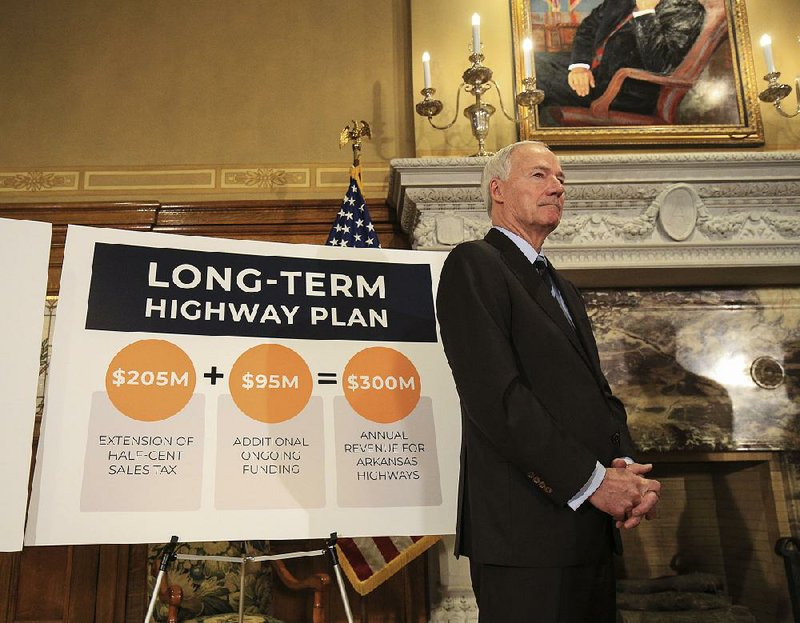 LONG-TERM
HIGHWAY PLAN
$205M + $95M = $300M
EXTENSION OF
HALF-CENT
SALES TAX
ADDITIONAL
ONGOING
FUNDING
ANNUAL
REVENUE FOR
ARKANSAS
HIGHWAYS